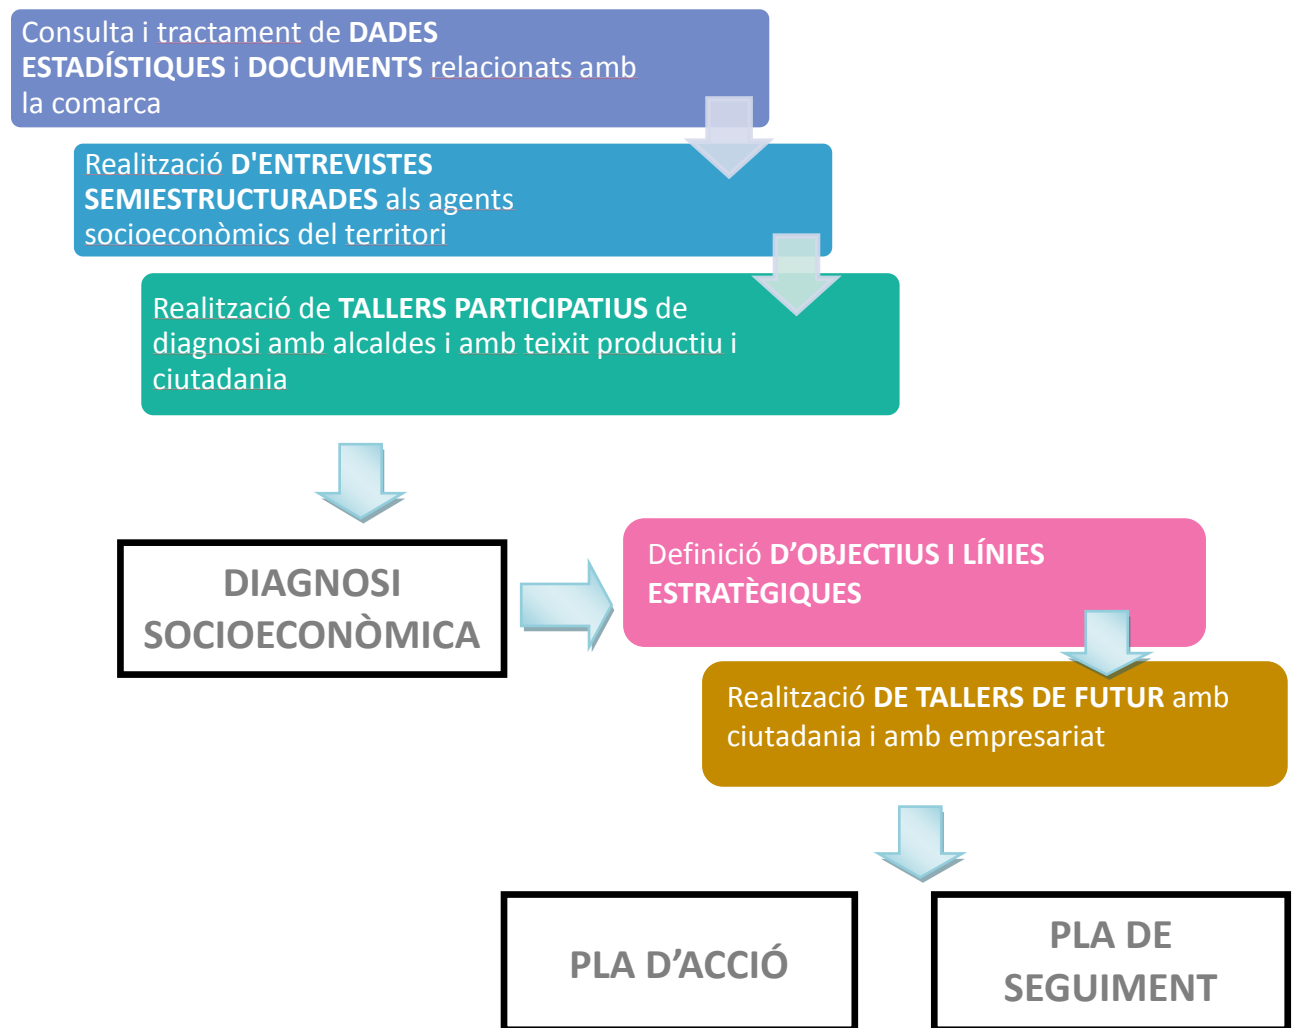 Consulta i tractament de DADES
ESTADÍSTIQUES i DOCUMENTS relacionats amb
la comarca
Realització D'ENTREVISTES
SEMIESTRUCTURADES als agents
socioeconòmics del territori
Realització de TALLERS PARTICIPATIUS de
diagnosi amb alcaldes i amb teixit productiu i
ciutadania
DIAGNOSI
SOCIOECONÒMICA
Definició D’OBJECTIUS I LÍNIES
ESTRATÈGIQUES
Realització DE TALLERS DE FUTUR amb
ciutadania i amb empresariat
PLA D’ACCIÓ
PLA DE
SEGUIMENT